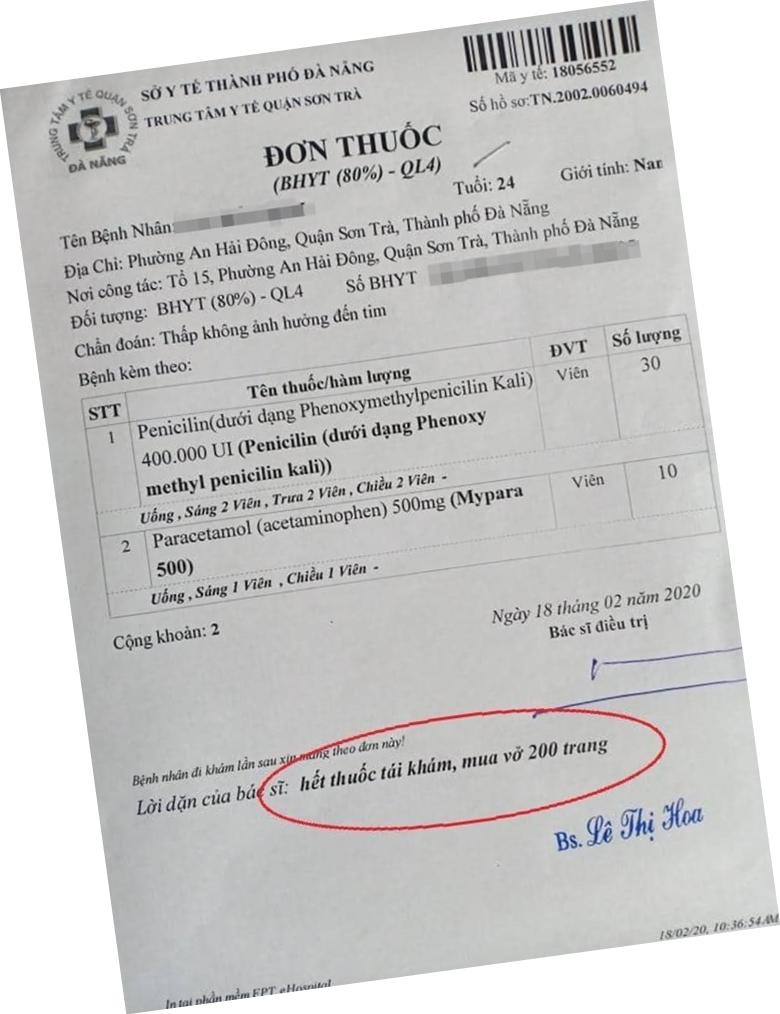 SỞ Y TẾ THÀNH PHỐ ĐÀ NẴNG
TRUNG TÂM Y TẾ QUẬN SƠN TRÀ
TRUNG TÂM Y TẾ QUẬN SƠN TRÀ
ĐÀ NẴNG
Mã y tế: 18056552
Số hồ sơ:TN.2002.0060494
ĐƠN THUỐC
(BHYT (80%) - QL4)
Tuổi: 24
Giới tính: Nam
Tên Bệnh Nhân:
Địa Chỉ: Phường An Hải Đông, Quận Sơn Trà, Thành phố Đà Nẵng
Nơi công tác: Tổ 15, Phường An Hải Đông, Quận Sơn Trà, Thành phố Đà Nẵng
Đối tượng: BHYT (80%) - QL4 Số BHYT
Chẩn đoán: Thấp không ảnh hưởng đến tim
Bệnh kèm theo:
STT Tên thuốc/hàm lượng ĐVT Số lượng
1 Penicilin(dưới dạng Phenoxymethylpenicilin Kali) Viên 30
400.000 UI (Penicilin (dưới dạng Phenoxy
methyl penicilin kali))
Uống , Sáng 2 Viên , Trưa 2 Viên , Chiều 2 Viên -
2 Paracetamol (acetaminophen) 500mg (Mypara Viên 10
500)
Uống , Sáng 1 Viên , Chiều 1 Viên -
Cộng khoản: 2
Ngày 18 tháng 02 năm 2020
Bác sĩ điều trị
Bệnh nhân đi khám lần sau xin mang theo đơn này!
Lời dặn của bác sĩ: hết thuốc tái khám, mua vở 200 trang
Bs. Lê Thị Hoa
18/02/20, 10:36:54AM
In tại phần mềm FPT. eHospital